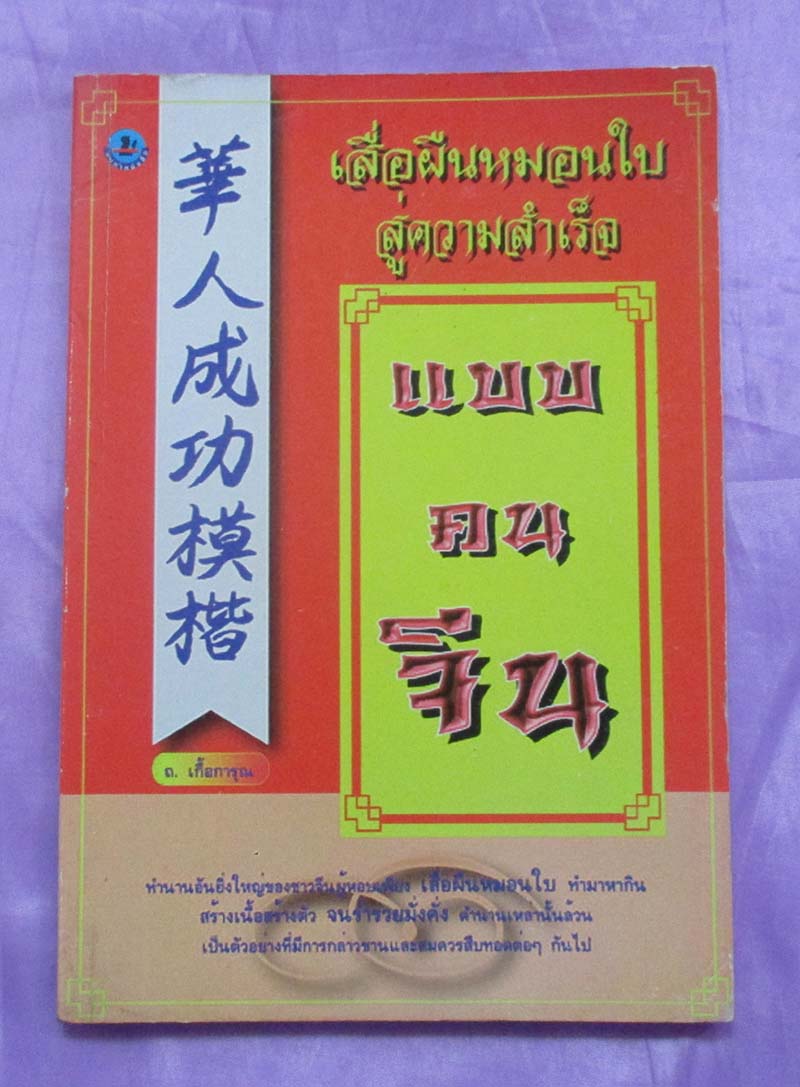 เสื่อผืนหมอนใบ
สู่ความสำเร็จ
แบบ
คน
จีน
華人成功模楷
ถ. เกื้อการุณ
ตำนานอันยิ่งใหญ่ของชาวจีนผู้หอบเพียง เสื่อผืนหมอนใบ ทำมาหากิน
สร้างเนื้อสร้างตัว จนร่ำรวยมั่งคั่ง ตำนานเหล่านั้นล้วน
เป็นตัวอย่างที่มีการกล่าวขานและสมควรสืบทอดต่อๆ กันไป